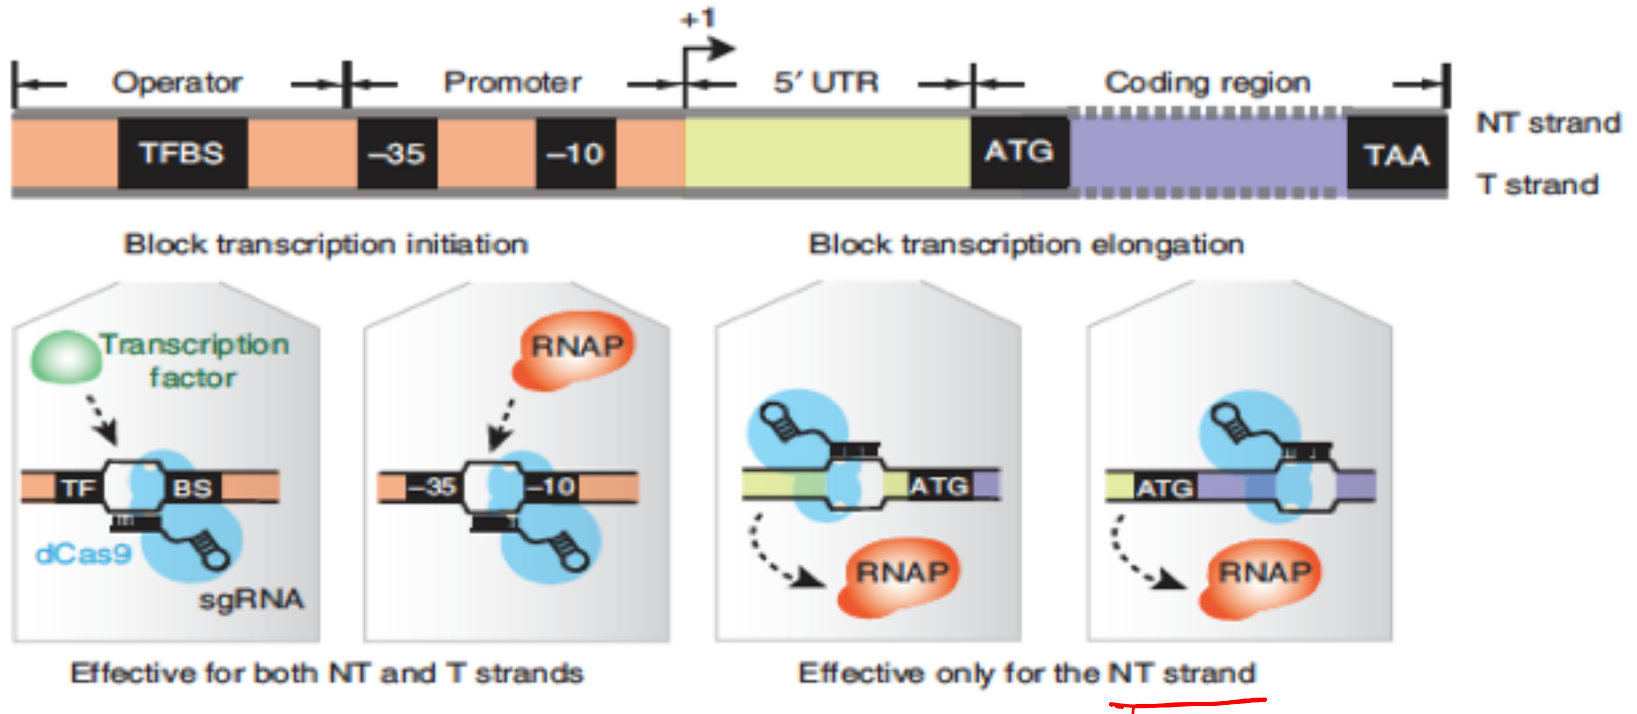 +1
Operator Promoter 5′ UTR Coding region
NT strand
TFBS –35 –10 ATG TAA
T strand
Block transcription initiation Block transcription elongation
Transcription
factor
RNAP
TF BS
–35 –10
ATG
ATG
dCas9
sgRNA
RNAP
RNAP
Effective for both NT and T strands Effective only for the NT strand